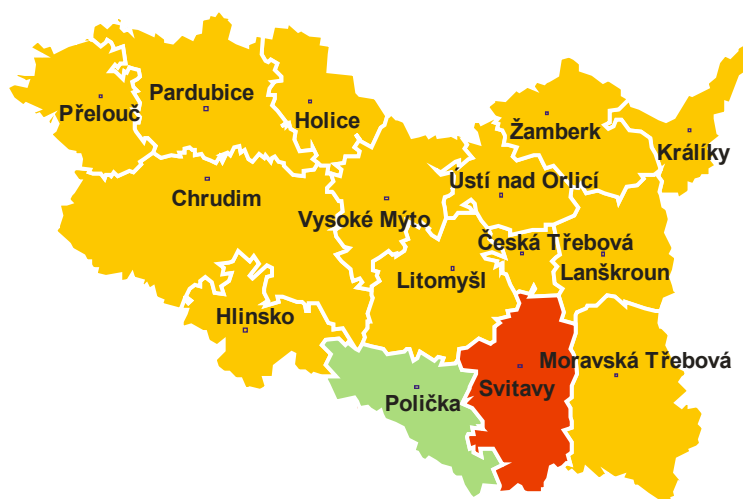 Pardubice
Přelouč
Holice
Žamberk
Králíky
Chrudim
Ústí nad Orlicí
Vysoké Mýto
Česká Třebová
Litomyšl
Lanškroun
Hlinsko
Moravská Třebová
Svitavy
Polička